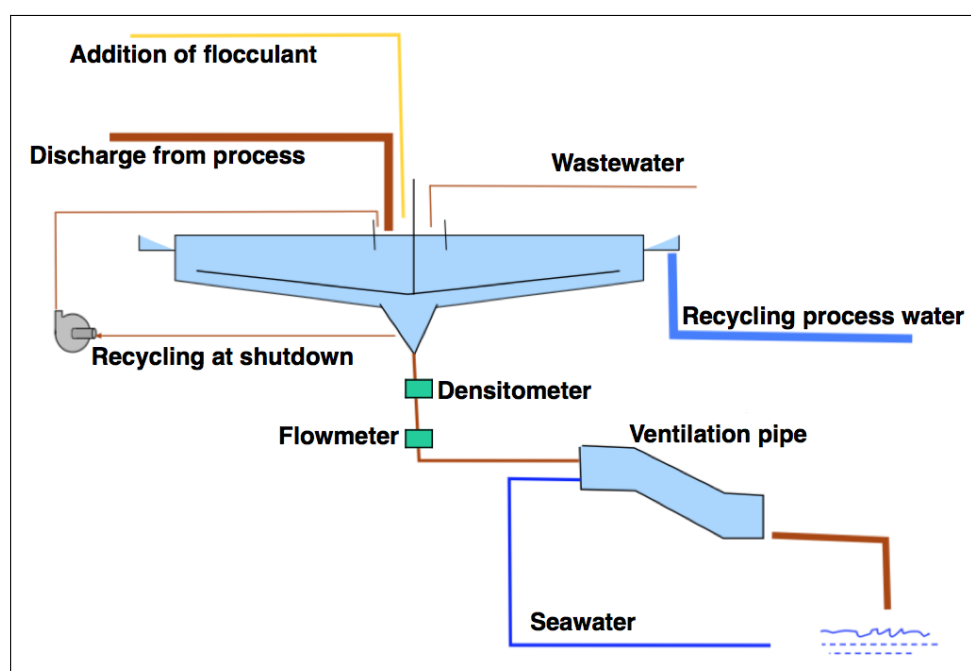 Addition of flocculant
Discharge from process
Wastewater
Recycling process water
Recycling at shutdown
Densitometer
Flowmeter
Ventilation pipe
Seawater